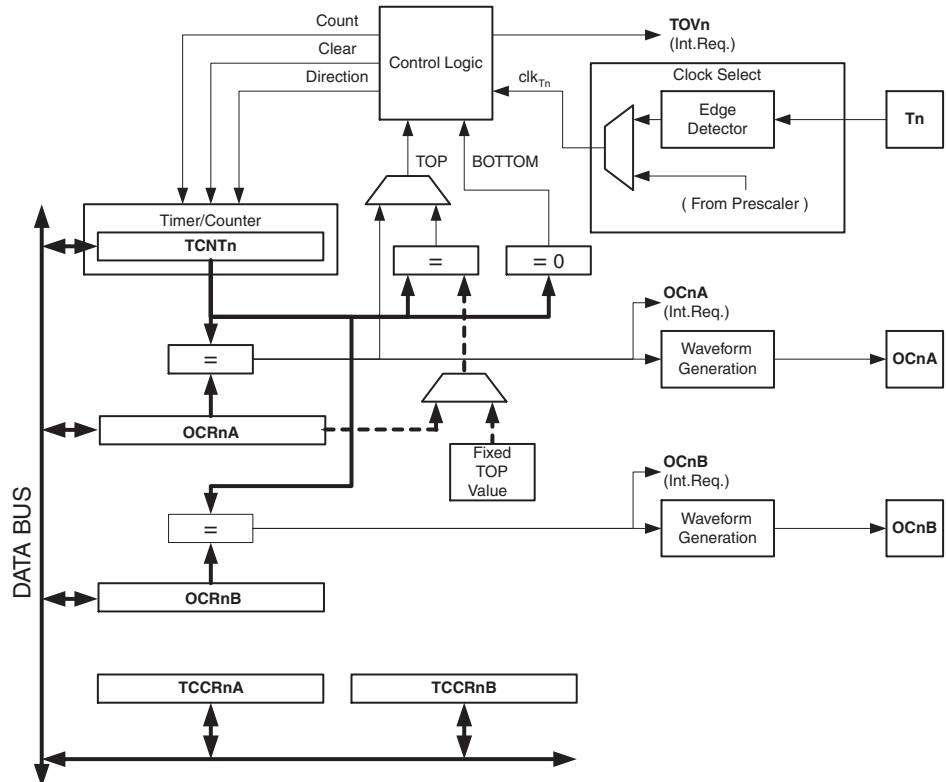 Count
Clear
Direction
Control Logic
TOVn
(Int.Req.)
clkTn
Clock Select
Edge
Detector
Tn
( From Prescaler )
TOP
BOTTOM
Timer/Counter
TCNTn
=
= 0
OCnA
(Int.Req.)
=
Waveform
Generation
OCnA
OCRnA
Fixed
TOP
Value
OCnB
(Int.Req.)
=
Waveform
Generation
OCnB
OCRnB
DATA BUS
TCCRnA
TCCRnB